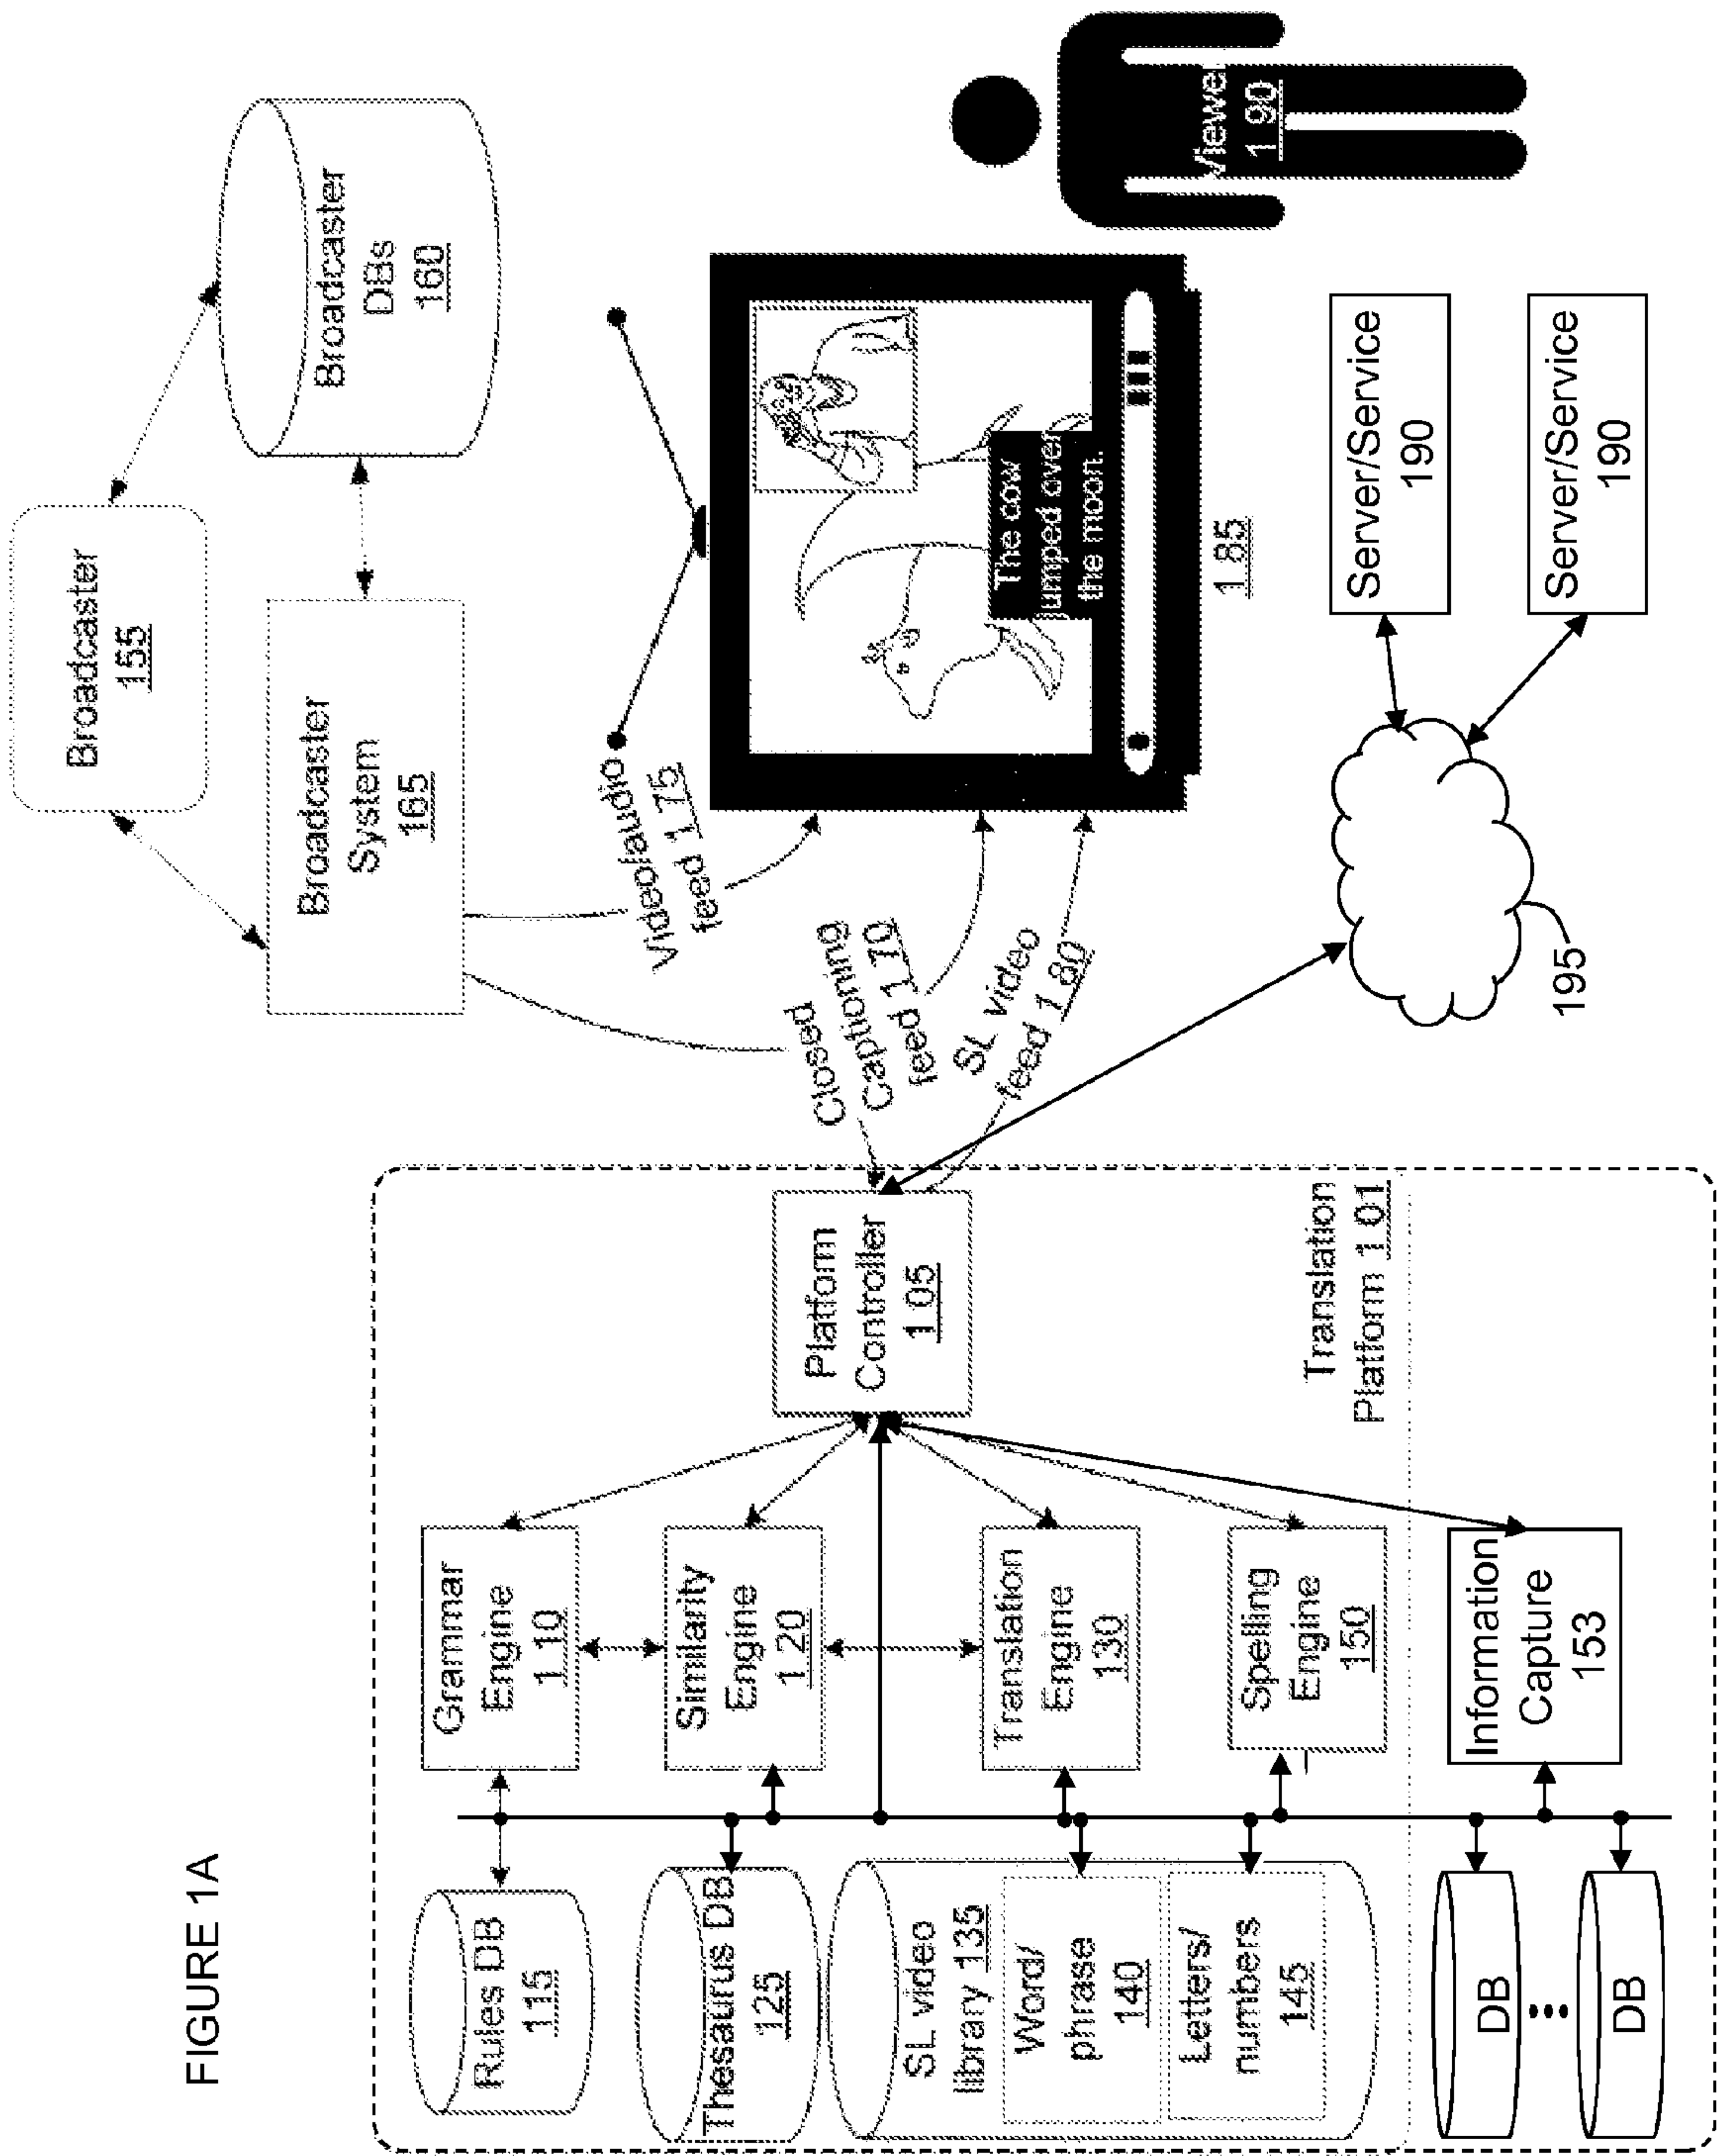 FIGURE 1A
Rules DB
115
Thesaurus DB
125
SL video
library 135
Word/
phrase
140
Letters/
numbers
145
DB
DB
Grammar
Engine
110
Similarity
Engine
120
Translation
Engine
130
Spelling
Engine
150
Information
Capture
153
Platform
Controller
105
Translation
Platform 101
Broadcaster
155
Broadcaster
System
165
Broadcaster
DBs
160
Video/audio
feed 175
Closed
Captioning
feed 170
SL Video
feed 180
The cow
jumped over
the moon.
185
Viewer
190
195
Server/Service
190
Server/Service
190